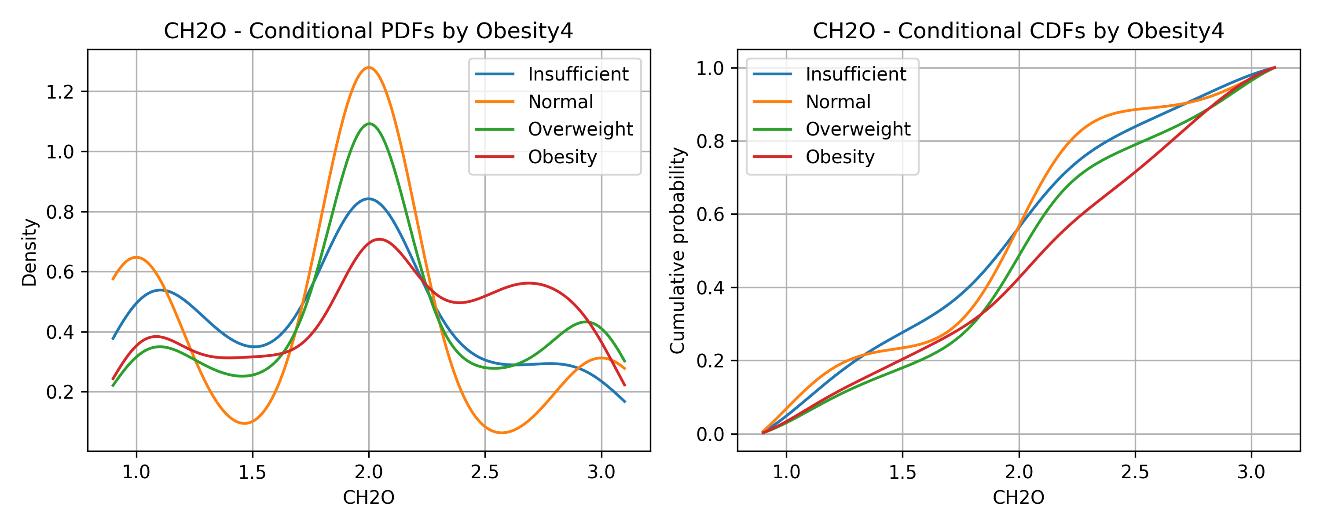 CH2O - Conditional PDFs by Obesity4
Density
1.2
1.0
0.8
0.6
0.4
0.2
Insufficient
Normal
Overweight
Obesity
1.0 1.5 2.0 2.5 3.0
CH2O
CH2O - Conditional CDFs by Obesity4
Cumulative probability
1.0
0.8
0.6
0.4
0.2
0.0
Insufficient
Normal
Overweight
Obesity
1.0 1.5 2.0 2.5 3.0
CH2O